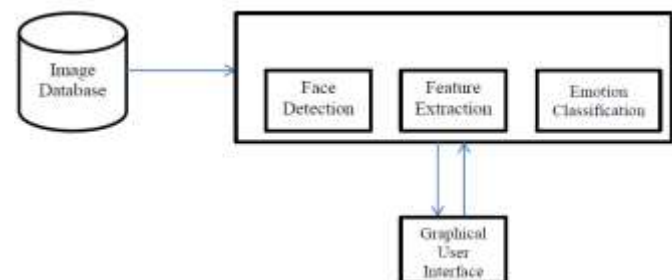 Image
Database
Face
Detection
Feature
Extraction
Emotion
Classification
Graphical
User
Interface